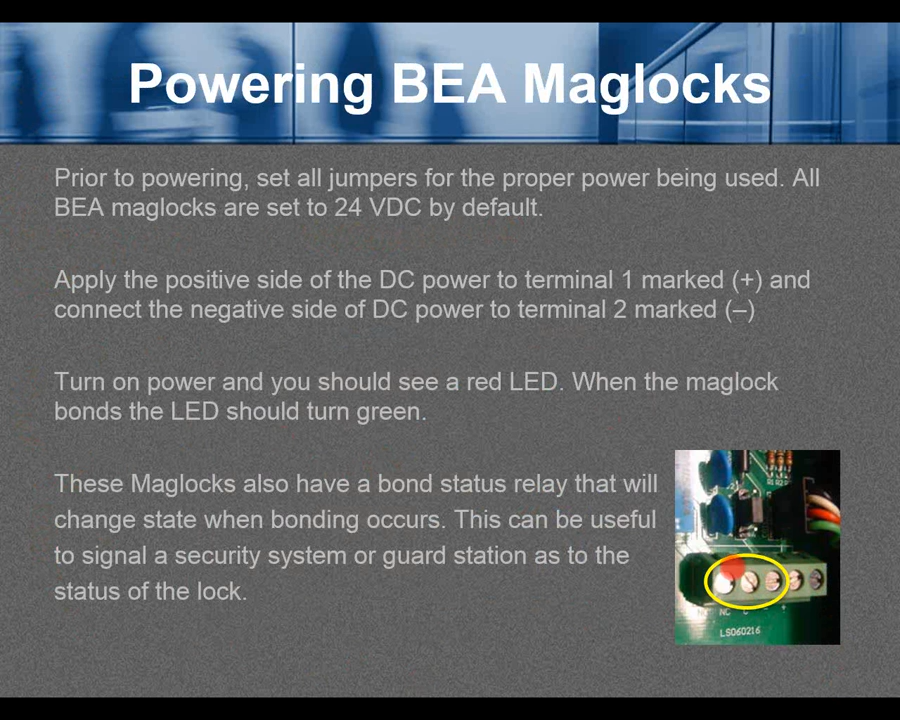 Powering BEA Maglocks
Prior to powering, set all jumpers for the proper power being used. All
BEA maglocks are set to 24 VDC by default.
Apply the positive side of the DC power to terminal 1 marked (+) and
connect the negative side of DC power to terminal 2 marked (–)
Turn on power and you should see a red LED. When the maglock
bonds the LED should turn green.
These Maglocks also have a bond status relay that will
change state when bonding occurs. This can be useful
to signal a security system or guard station as to the
status of the lock.
NC
+
LS060216